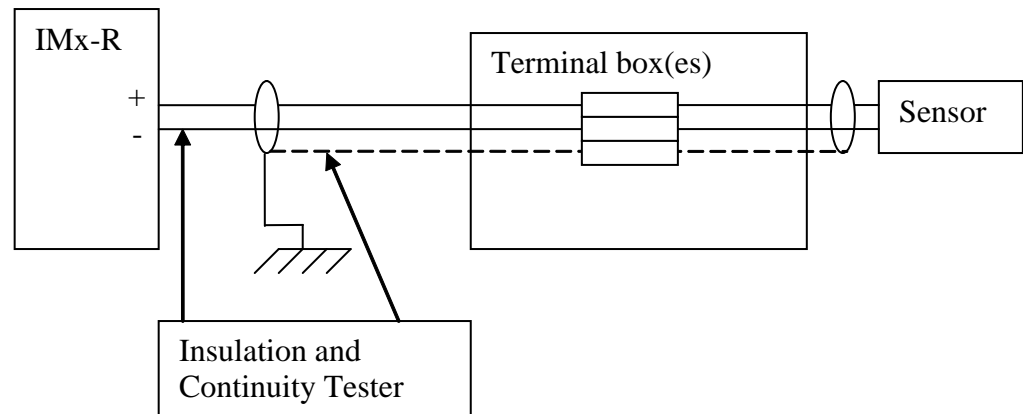 IMx-R
Terminal box(es)
+
-
Sensor
Insulation and
Continuity Tester